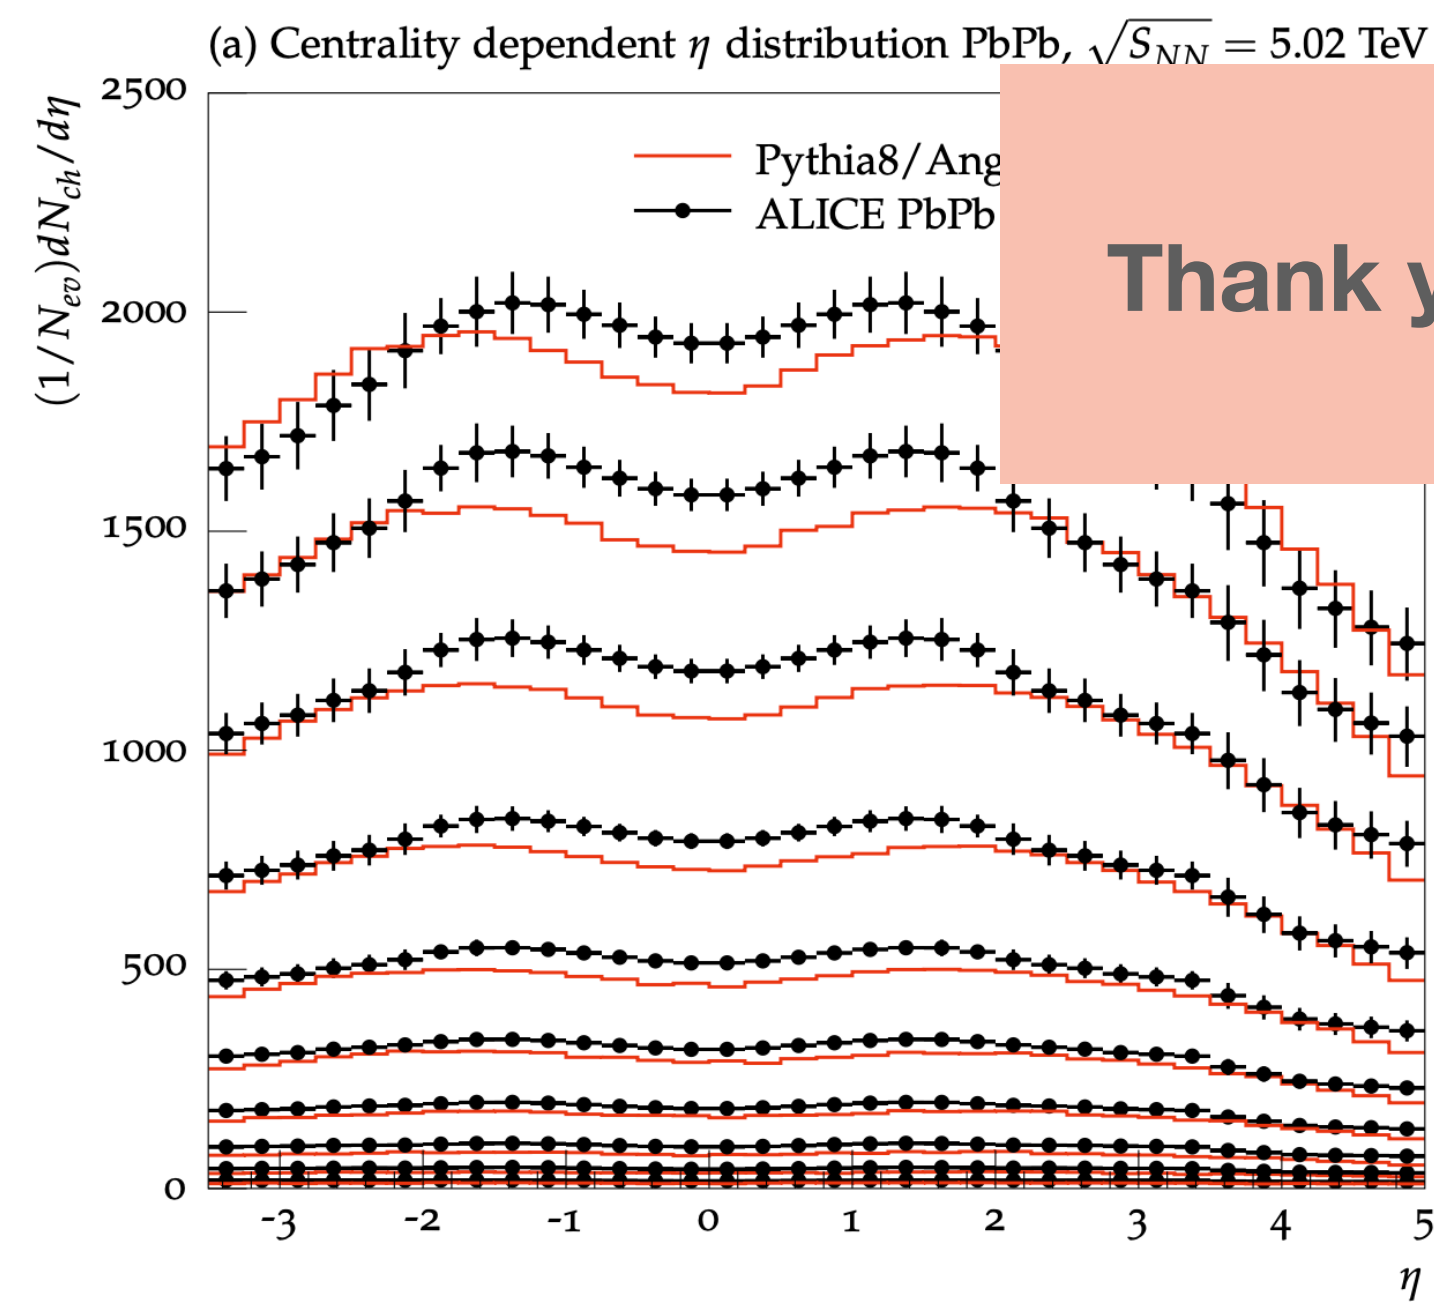 (a) Centrality dependent η distribution PbPb, √S_NN = 5.02 TeV
(1/N_ev)dN_ch/dη
2500
2000
1500
1000
500
0
Pythia8/Ang
ALICE PbPb
Thank y
-3 -2 -1 0 1 2 3 4 5
η